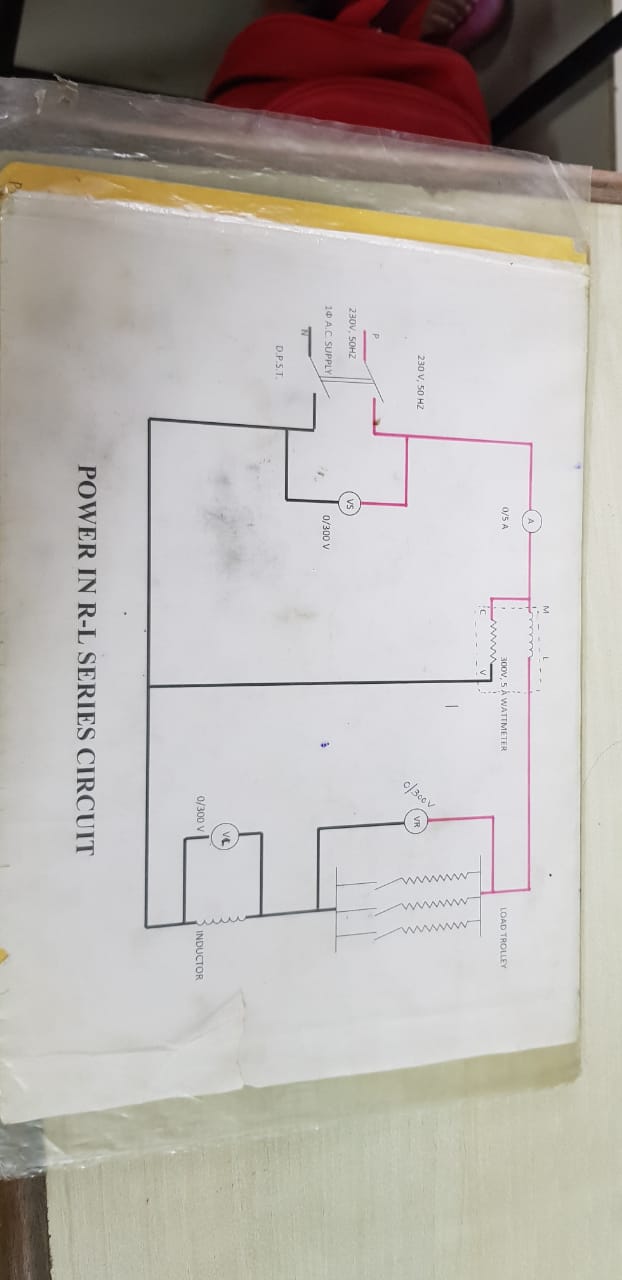 M
L
A
0/5 A
300V, 5 A WATTMETER
C
V
LOAD TROLLEY
230 V, 50 HZ
0/300 V
VR
P
230V, 50HZ
1Φ A.C. SUPPLY
N
VS
0/300 V
D.P.S.T.
0/300 V
VL
INDUCTOR
POWER IN R-L SERIES CIRCUIT